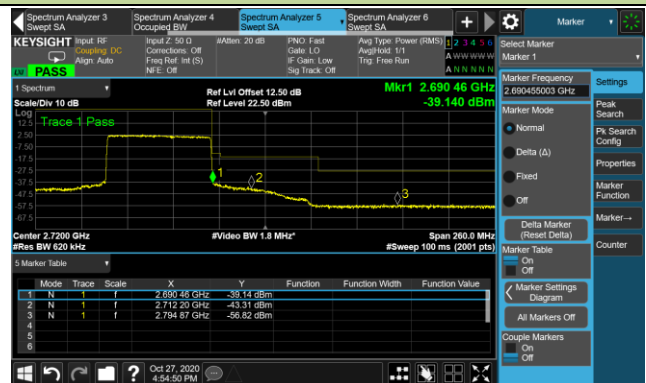 Spectrum Analyzer 3 Swept SA
Spectrum Analyzer 4 Occupied BW
Spectrum Analyzer 5 Swept SA
Spectrum Analyzer 6 Swept SA
+
Marker
KEYSIGHT
Input: RF
Coupling: DC
Align: Auto
Input Z: 50 Ω
Corrections: Off
Freq Ref: Int (S)
NFE: Off
#Atten: 20 dB
PNO: Fast
Gate: LO
IF Gain: Low
Sig Track: Off
Avg Type: Power (RMS)
Avg|Hold: 1/1
Trig: Free Run
1 2 3 4 5 6
A W W W W W
A N N N N N
PASS
Select Marker
Marker 1
1 Spectrum
Scale/Div 10 dB
Ref Lvl Offset 12.50 dB
Ref Level 22.50 dBm
Mkr1 2.690 46 GHz
-39.140 dBm
Log
Trace 1 Pass
12.5
2.50
-7.50
-17.5
-27.5
-37.5
-47.5
-57.5
-67.5
1
2
3
Center 2.7200 GHz
#Video BW 1.8 MHz*
Span 260.0 MHz
#Res BW 620 kHz
#Sweep 100 ms (2001 pts)
5 Marker Table
Mode Trace Scale X Y Function Function Width Function Value
1 N 1 f 2.690 46 GHz -39.14 dBm
2 N 1 f 2.712 20 GHz -43.31 dBm
3 N 1 f 2.794 87 GHz -56.82 dBm
4
5
6
Marker Frequency
2.690455003 GHz
Marker Mode
Normal
Delta (Δ)
Fixed
Off
Delta Marker
(Reset Delta)
Marker Table
On
Off
Marker Settings
Diagram
All Markers Off
Couple Markers
On
Off
Settings
Peak
Search
Pk Search
Config
Properties
Marker
Function
Marker→
Counter
?
Oct 27, 2020
4:54:50 PM